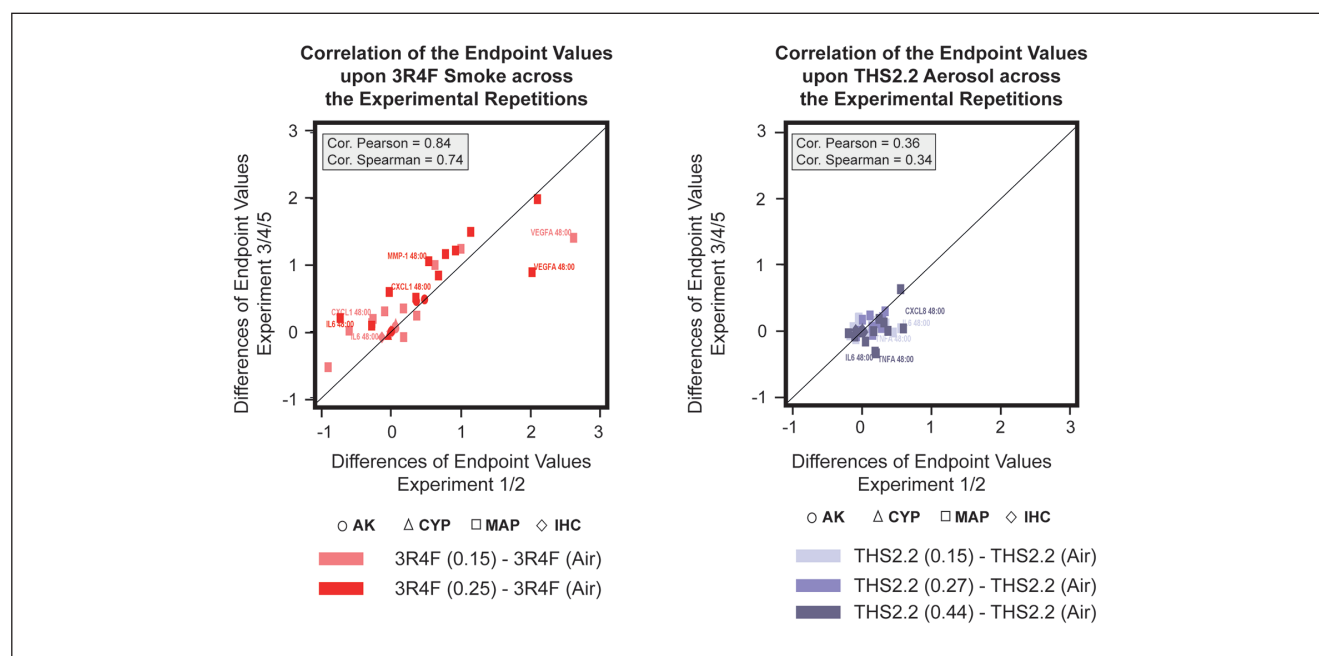 Correlation of the Endpoint Values
upon 3R4F Smoke across
the Experimental Repetitions
Cor. Pearson = 0.84
Cor. Spearman = 0.74
3
2
1
0
-1
Differences of Endpoint Values
Experiment 3/4/5
VEGFA 48:00
MMP-1 48:00
VEGFA 48:00
CXCL1 48:00
CXCL1 48:00
IL6 48:00
IL6 48:00
-1 0 1 2 3
Differences of Endpoint Values
Experiment 1/2
AK CYP MAP IHC
3R4F (0.15) - 3R4F (Air)
3R4F (0.25) - 3R4F (Air)
Correlation of the Endpoint Values
upon THS2.2 Aerosol across
the Experimental Repetitions
Cor. Pearson = 0.36
Cor. Spearman = 0.34
3
2
1
0
-1
Differences of Endpoint Values
Experiment 3/4/5
CXCL8 48:00
48:00
48:00
IL6 48:00 TNFA 48:00
-1 0 1 2 3
Differences of Endpoint Values
Experiment 1/2
AK CYP MAP IHC
THS2.2 (0.15) - THS2.2 (Air)
THS2.2 (0.27) - THS2.2 (Air)
THS2.2 (0.44) - THS2.2 (Air)